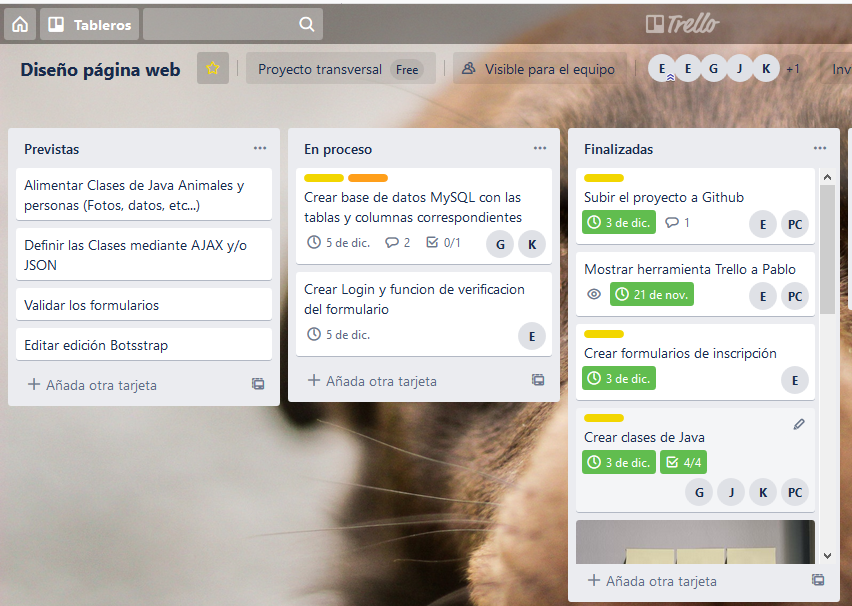 Tableros
Trello
Diseño página web
Proyecto transversal Free
Visible para el equipo
E E G J K +1
Inv
Previstas
Alimentar Clases de Java Animales y
personas (Fotos, datos, etc...)
Definir las Clases mediante AJAX y/o
JSON
Validar los formularios
Editar edición Botsstrap
+ Añada otra tarjeta
En proceso
Crear base de datos MySQL con las
tablas y columnas correspondientes
5 de dic. 2 0/1 G K
Crear Login y funcion de verificacion
del formulario
5 de dic. E
+ Añada otra tarjeta
Finalizadas
Subir el proyecto a Github
3 de dic. 1 E PC
Mostrar herramienta Trello a Pablo
21 de nov. E PC
Crear formularios de inscripción
3 de dic. E
Crear clases de Java
3 de dic. 4/4
G J K PC
+ Añada otra tarjeta